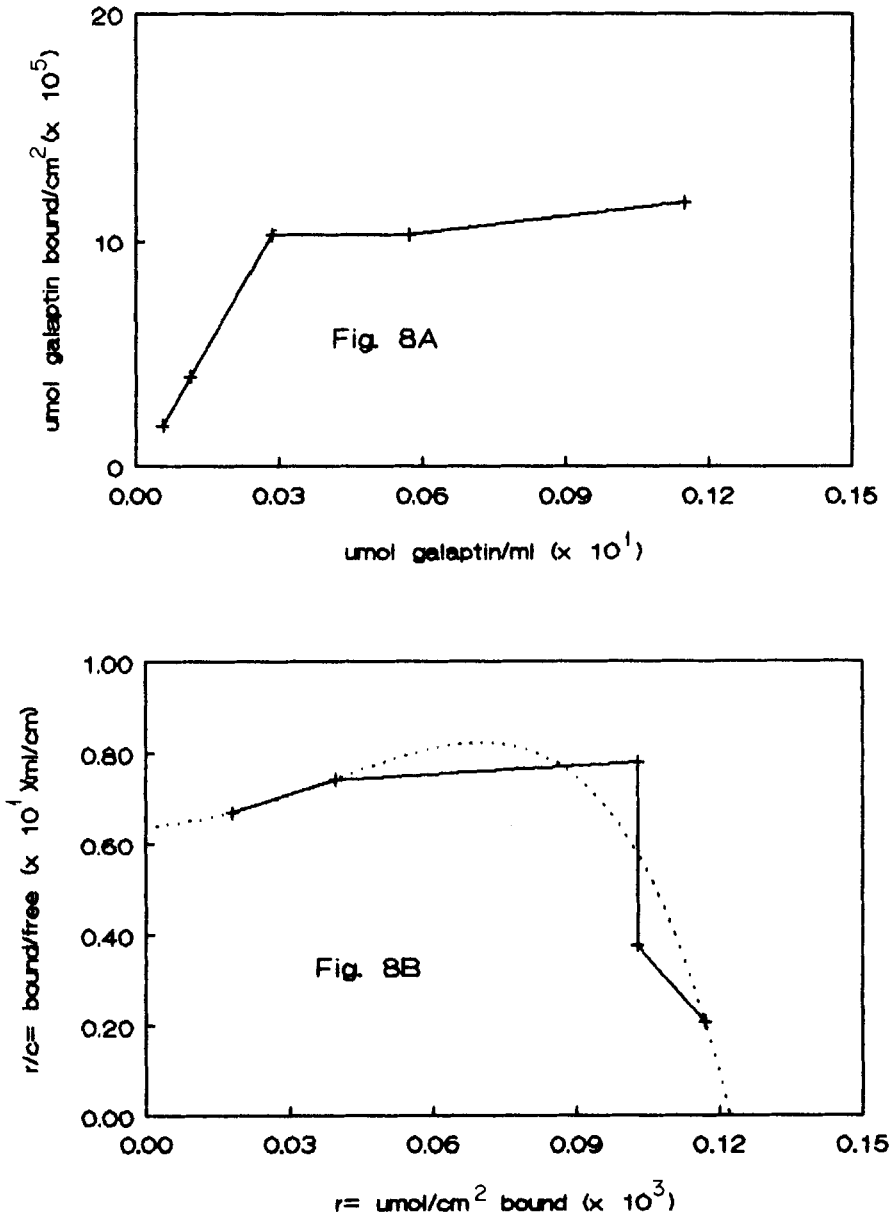 20
10
0
umol galaptin bound/cm² (x 10⁵)
Fig. 8A
0.00 0.03 0.06 0.09 0.12 0.15
umol galaptin/ml (x 10¹)
1.00
0.80
0.60
0.40
0.20
0.00
r/c= bound/free (x 10¹)(ml/cm)
Fig. 8B
0.00 0.03 0.06 0.09 0.12 0.15
r= umol/cm² bound (x 10³)